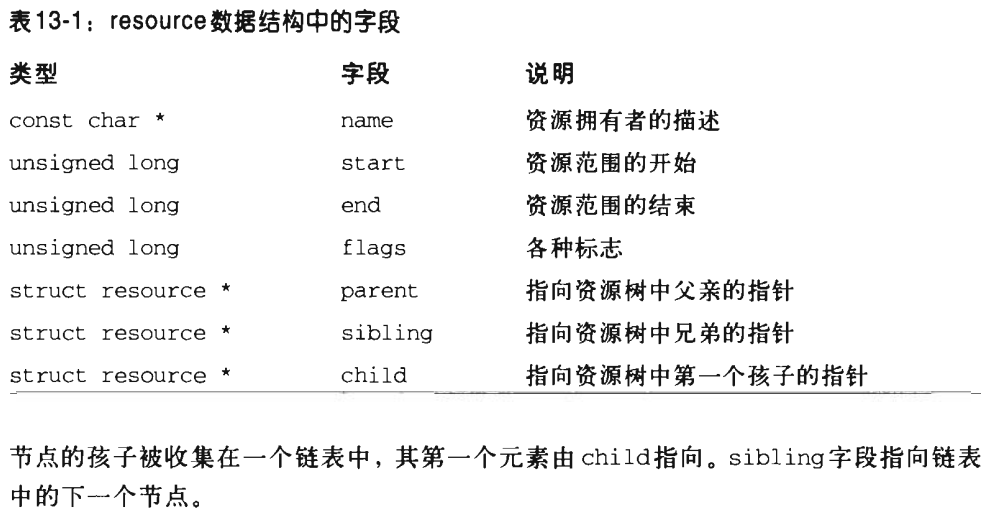 表13-1：resource数据结构中的字段
类型 字段 说明
const char * name 资源拥有者的描述
unsigned long start 资源范围的开始
unsigned long end 资源范围的结束
unsigned long flags 各种标志
struct resource * parent 指向资源树中父亲的指针
struct resource * sibling 指向资源树中兄弟的指针
struct resource * child 指向资源树中第一个孩子的指针
节点的孩子被收集在一个链表中，其第一个元素由child指向。sibling字段指向链表
中的下一个节点。